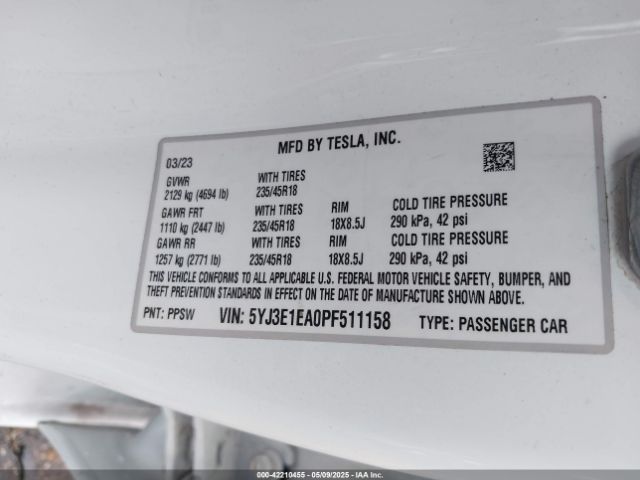 MFD BY TESLA, INC.
03/23
GVWR WITH TIRES
2129 kg (4694 lb) 235/45R18
GAWR FRT WITH TIRES RIM COLD TIRE PRESSURE
1110 kg (2447 lb) 235/45R18 18X8.5J 290 kPa, 42 psi
GAWR RR WITH TIRES RIM COLD TIRE PRESSURE
1257 kg (2771 lb) 235/45R18 18X8.5J 290 kPa, 42 psi
THIS VEHICLE CONFORMS TO ALL APPLICABLE U.S. FEDERAL MOTOR VEHICLE SAFETY, BUMPER, AND
THEFT PREVENTION STANDARDS IN EFFECT ON THE DATE OF MANUFACTURE SHOWN ABOVE.
PNT: PPSW VIN: 5YJ3E1EA0PF511158 TYPE: PASSENGER CAR
000-42210455 - 05/09/2025 - IAA Inc.